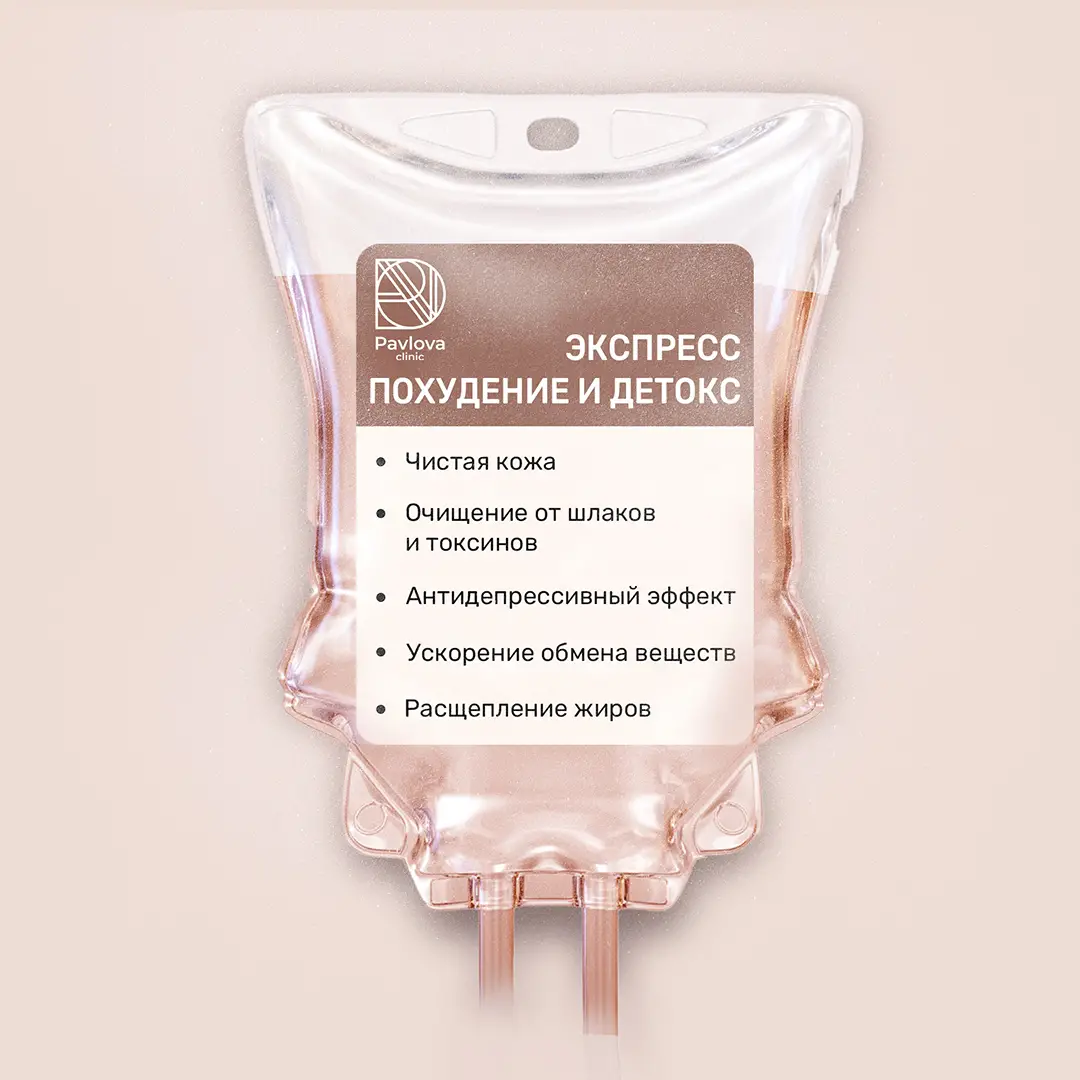 Pavlova
clinic
ЭКСПРЕСС
ПОХУДЕНИЕ И ДЕТОКС
• Чистая кожа
• Очищение от шлаков
и токсинов
• Антидепрессивный эффект
• Ускорение обмена веществ
• Расщепление жиров